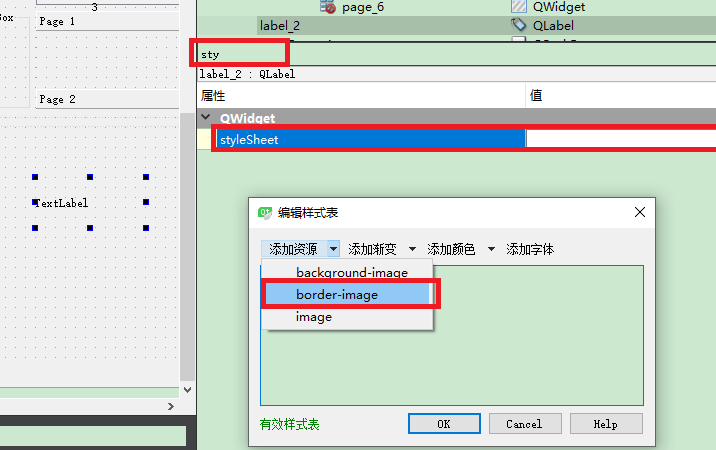 3
Box
Page 1
page_6
QWidget
label_2
QLabel
sty
label_2 : QLabel
属性
值
QWidget
styleSheet
Page 2
TextLabel
编辑样式表
添加资源
添加渐变
添加颜色
添加字体
background-image
border-image
image
有效样式表
OK
Cancel
Help